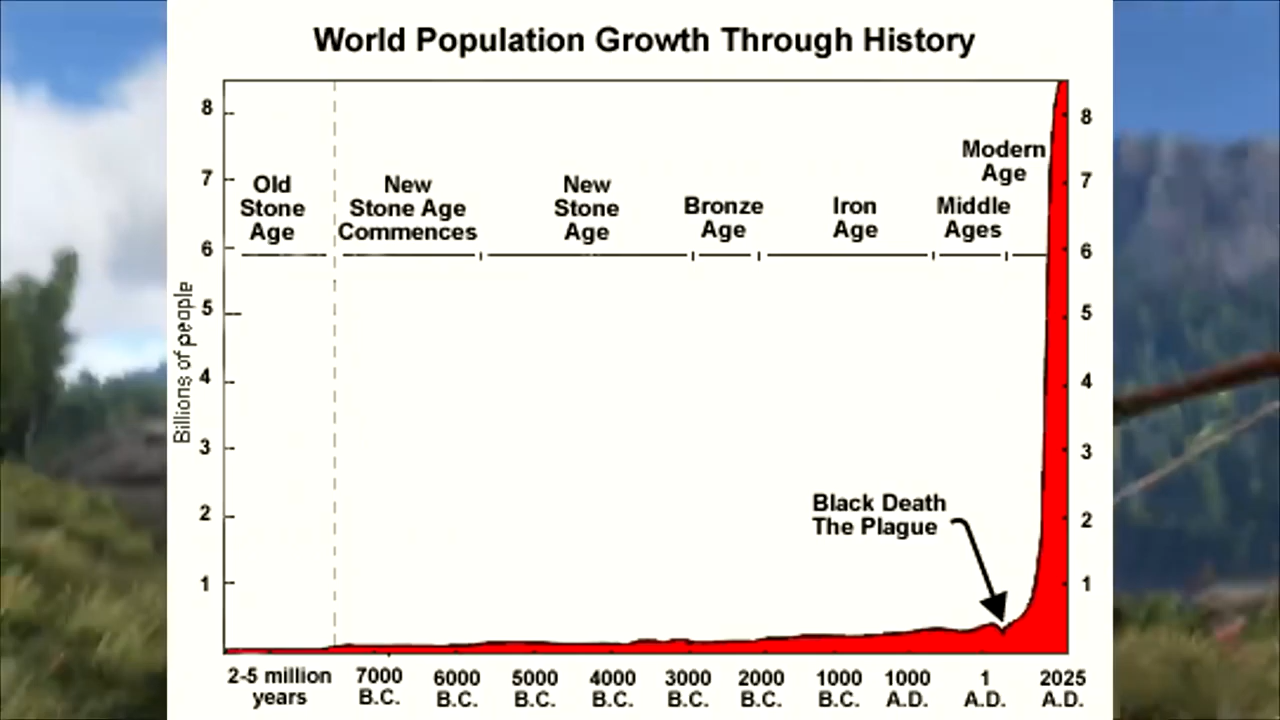 World Population Growth Through History
8
7
6
5
4
3
2
1
Billions of people
Old
Stone
Age
New
Stone Age
Commences
New
Stone
Age
Bronze
Age
Iron
Age
Middle
Ages
Modern
Age
8
7
6
5
4
3
2
1
Black Death
The Plague
2-5 million
years
7000
B.C.
6000
B.C.
5000
B.C.
4000
B.C.
3000
B.C.
2000
B.C.
1000
B.C.
1000
A.D.
1
A.D.
2025
A.D.